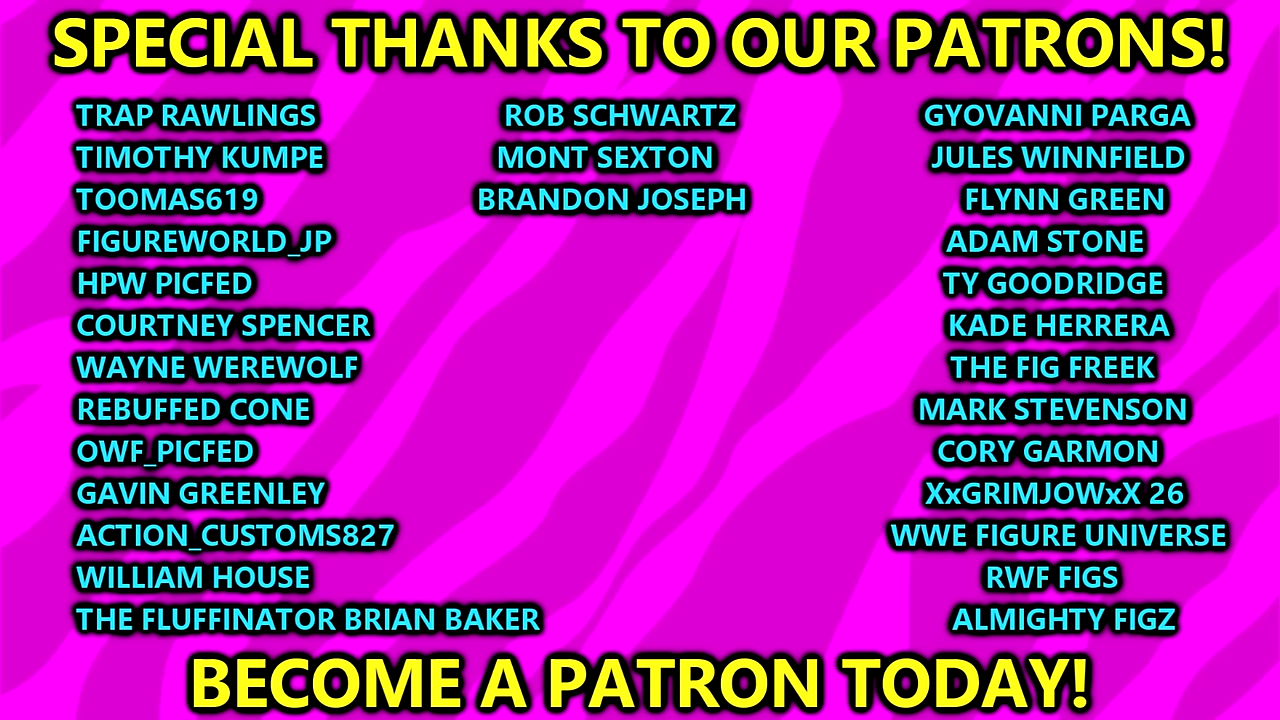 SPECIAL THANKS TO OUR PATRONS!
TRAP RAWLINGS
TIMOTHY KUMPE
TOOMAS619
FIGUREWORLD_JP
HPW PICFED
COURTNEY SPENCER
WAYNE WEREWOLF
REBUFFED CONE
OWF_PICFED
GAVIN GREENLEY
ACTION_CUSTOMS827
WILLIAM HOUSE
THE FLUFFINATOR BRIAN BAKER
ROB SCHWARTZ
MONT SEXTON
BRANDON JOSEPH
GYOVANNI PARGA
JULES WINNFIELD
FLYNN GREEN
ADAM STONE
TY GOODRIDGE
KADE HERRERA
THE FIG FREEK
MARK STEVENSON
CORY GARMON
XxGRIMJOWxX 26
WWE FIGURE UNIVERSE
RWF FIGS
ALMIGHTY FIGZ
BECOME A PATRON TODAY!